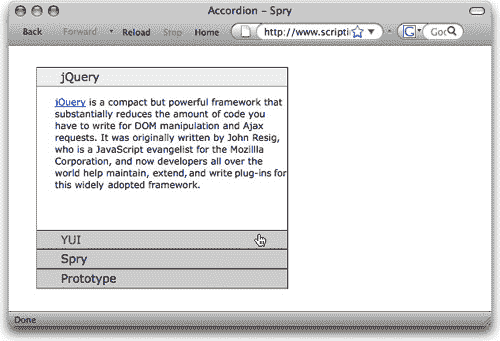 Accordion – Spry
Back Forward Reload Stop Home http://www.scripti G Goo
jQuery
jQuery is a compact but powerful framework that
substantially reduces the amount of code you
have to write for DOM manipulation and Ajax
requests. It was originally written by John Resig,
who is a JavaScript evangelist for the Mozillla
Corporation, and now developers all over the
world help maintain, extend, and write plug-ins for
this widely adopted framework.
YUI
Spry
Prototype
Done